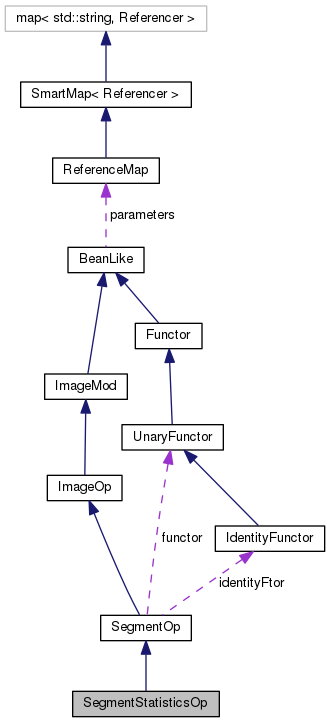 map< std::string, Referencer >
SmartMap< Referencer >
ReferenceMap
parameters
BeanLike
Functor
ImageMod
UnaryFunctor
ImageOp
functor
IdentityFunctor
identityFtor
SegmentOp
SegmentStatisticsOp